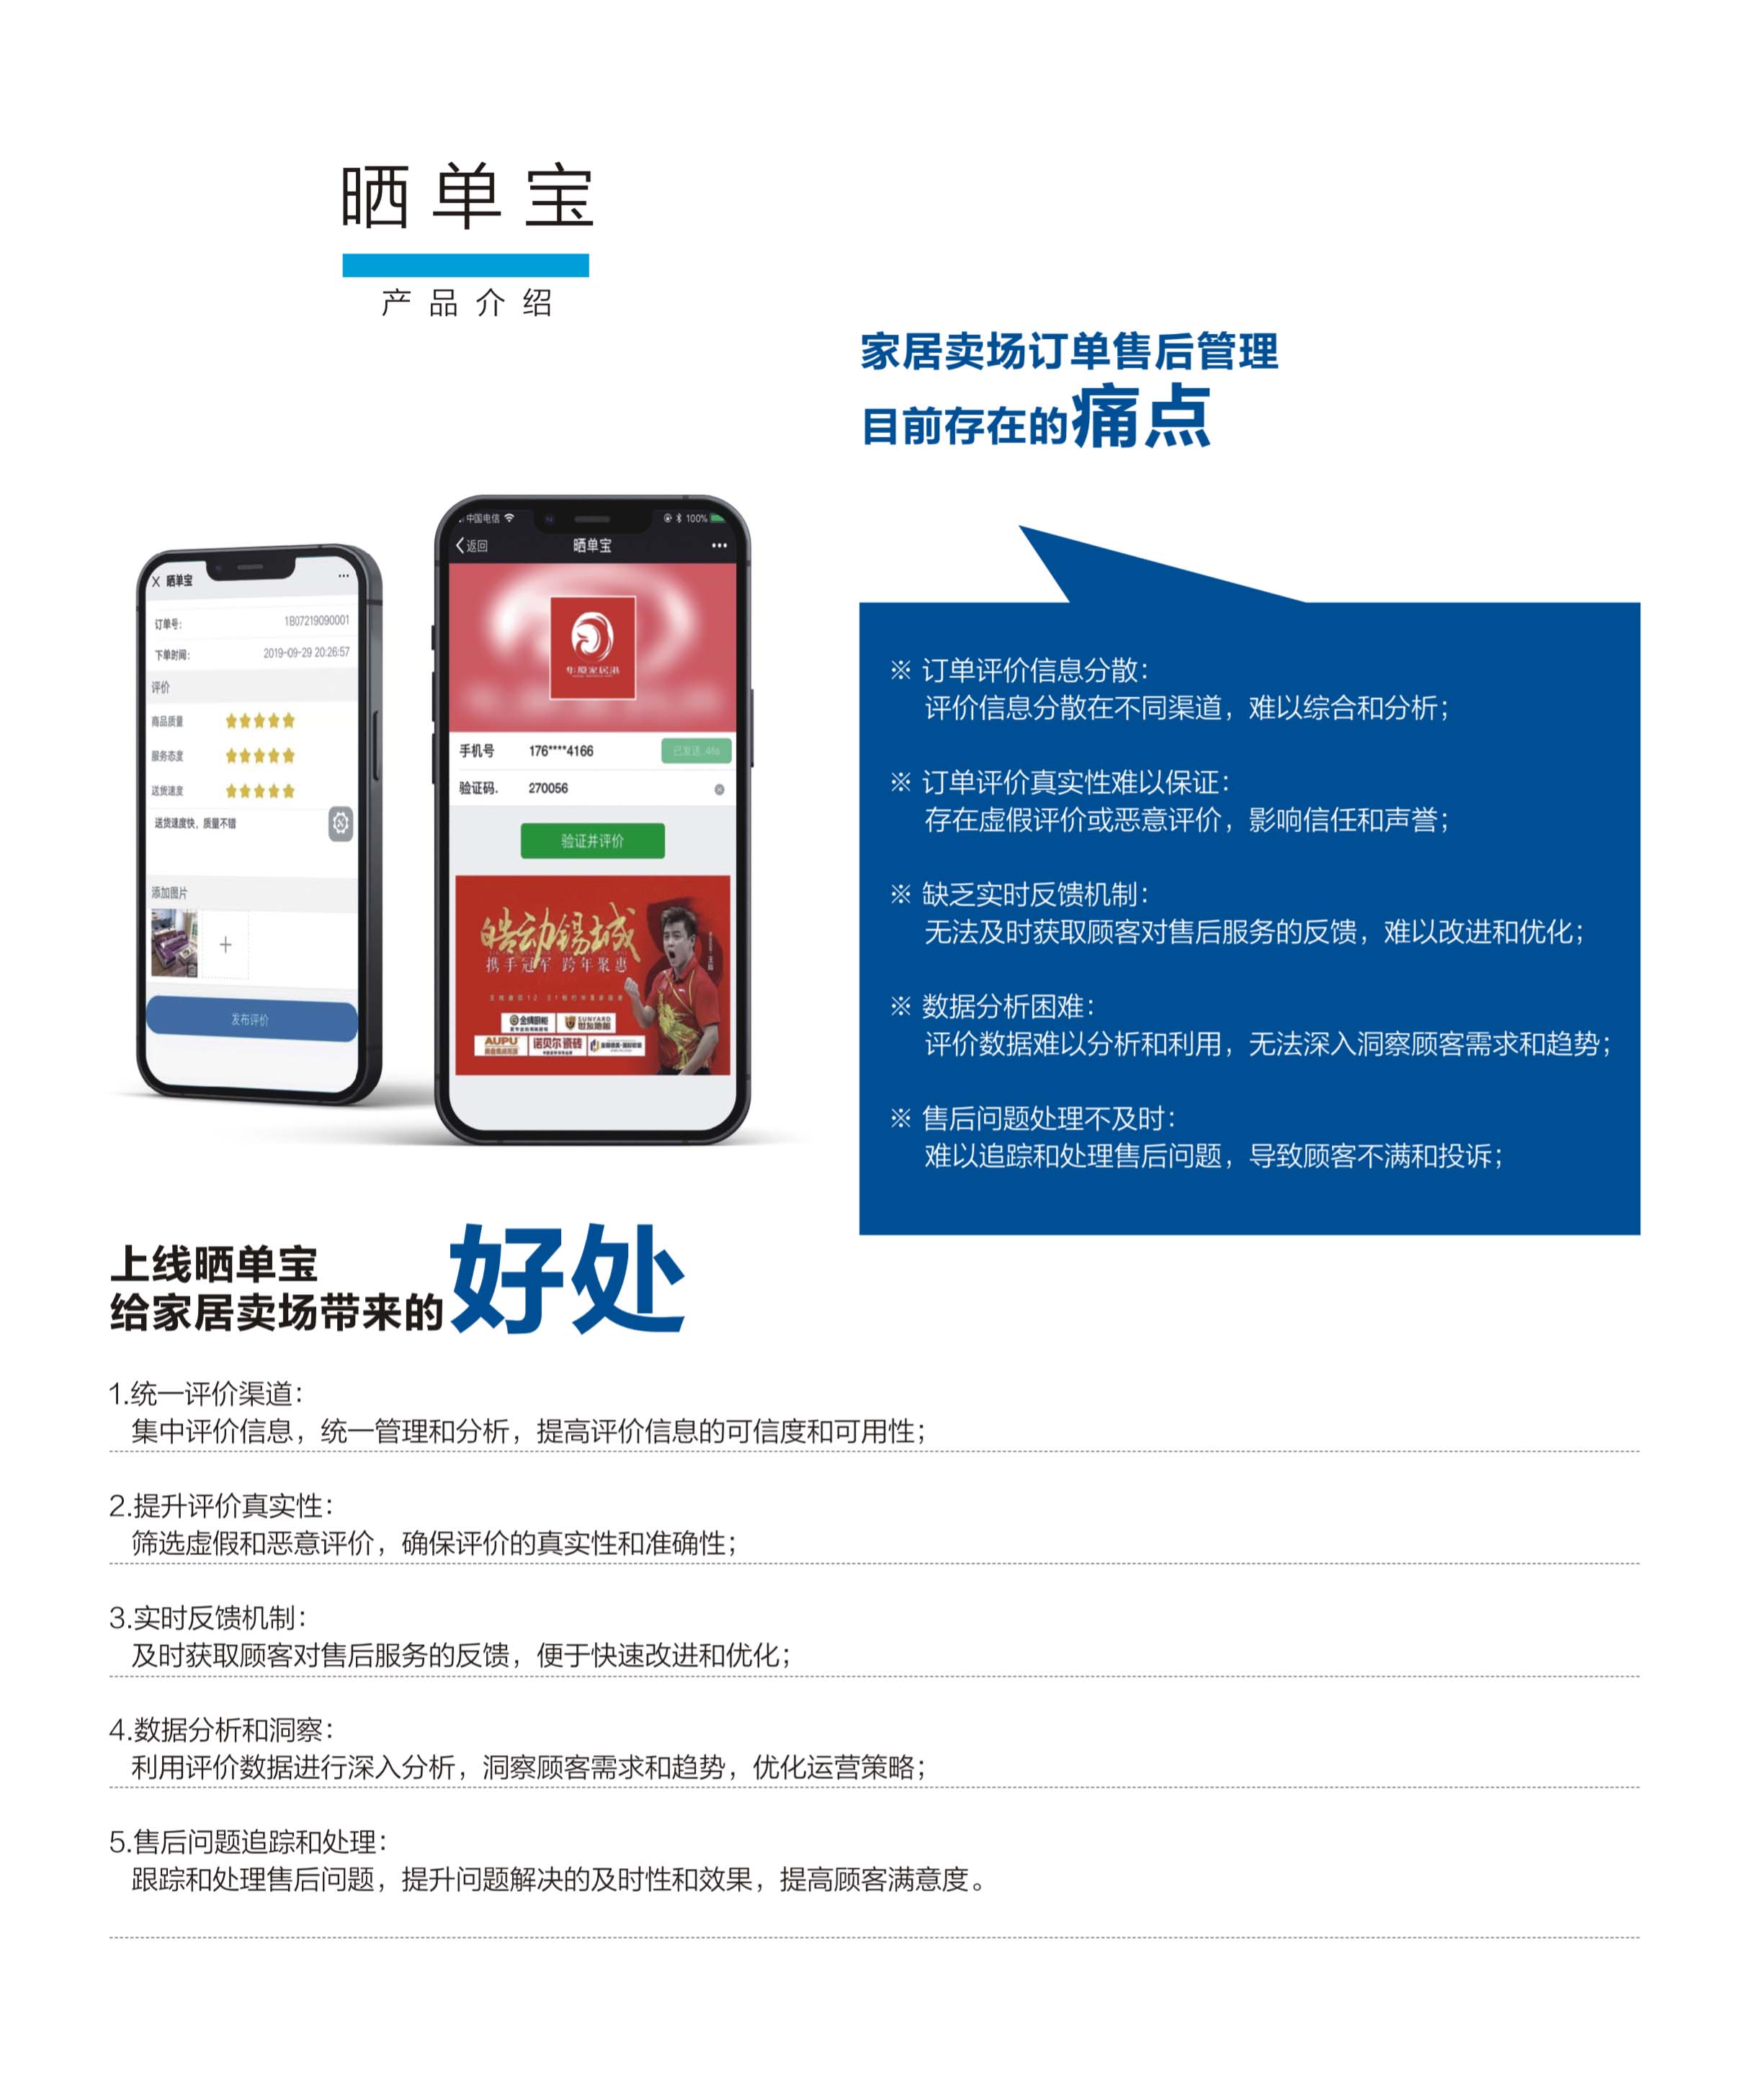 晒单宝
产品介绍
家居卖场订单售后管理
目前存在的痛点
晒单宝
订单号：
1B07219090001
下单时间：
2019-09-29 20:26:57
评价
商品质量
服务态度
送货速度
送货速度快，质量不错
添加图片
发布评价
中国电信
100%
返回
晒单宝
华厦家居港
手机号
176****4166
已发送.46s
验证码.
270056
验证并评价
皓动锡城
携手冠军 跨年聚惠
金牌厨柜
SUNYARD
世友地板
AUPU
诺贝尔瓷砖
※ 订单评价信息分散：
评价信息分散在不同渠道，难以综合和分析；
※ 订单评价真实性难以保证：
存在虚假评价或恶意评价，影响信任和声誉；
※ 缺乏实时反馈机制：
无法及时获取顾客对售后服务的反馈，难以改进和优化；
※ 数据分析困难：
评价数据难以分析和利用，无法深入洞察顾客需求和趋势；
※ 售后问题处理不及时：
难以追踪和处理售后问题，导致顾客不满和投诉；
上线晒单宝
给家居卖场带来的好处
1.统一评价渠道：
集中评价信息，统一管理和分析，提高评价信息的可信度和可用性；
2.提升评价真实性：
筛选虚假和恶意评价，确保评价的真实性和准确性；
3.实时反馈机制：
及时获取顾客对售后服务的反馈，便于快速改进和优化；
4.数据分析和洞察：
利用评价数据进行深入分析，洞察顾客需求和趋势，优化运营策略；
5.售后问题追踪和处理：
跟踪和处理售后问题，提升问题解决的及时性和效果，提高顾客满意度。